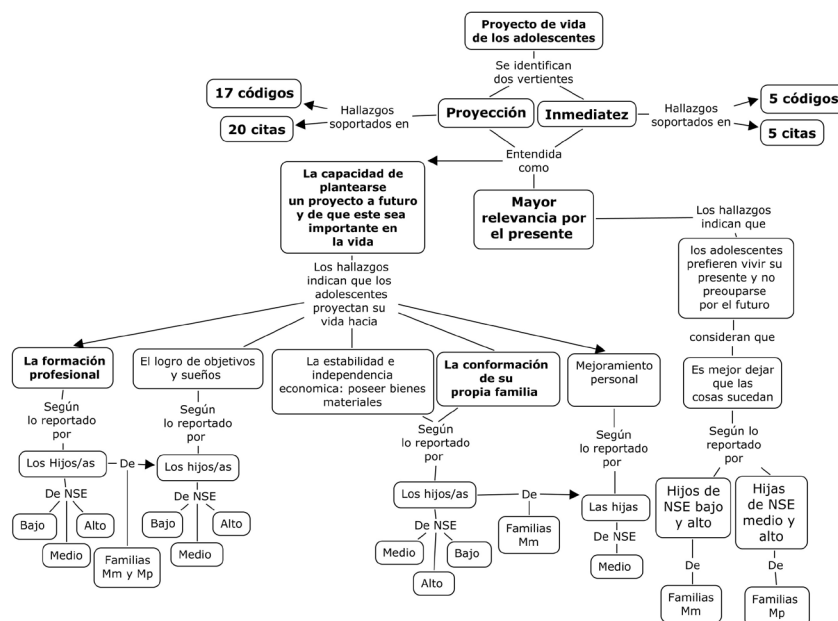 Proyecto de vida
de los adolescentes
Se identifican
dos vertientes
17 códigos
20 citas
Hallazgos
soportados en
Proyección
Inmediatez
Hallazgos
soportados en
5 códigos
5 citas
Entendida
como
La capacidad de
plantearse
un proyecto a futuro
y de que este sea
importante en
la vida
Mayor
relevancia por
el presente
Los hallazgos
indican que
los adolescentes
prefieren vivir su
presente y no
preouparse
por el futuro
consideran que
Es mejor dejar que
las cosas sucedan
Según lo
reportado
por
Hijos de
NSE bajo
y alto
De
Familias
Mm
Hijas
de NSE
medio y
alto
De
Familias
Mp
Los hallazgos
indican que los
adolescentes
proyectan su
vida hacia
La formación
profesional
Según
lo reportado
por
Los Hijos/as
De NSE
Bajo
Medio
Alto
De
Familias
Mm y Mp
El logro de objetivos
y sueños
Según
lo reportado
por
Los hijos/as
De NSE
Bajo
Medio
Alto
La estabilidad e
independencia
economica: poseer bienes
materiales
La conformación
de su
propia familia
Según
lo reportado
por
Los hijos/as
De NSE
Medio
Alto
Bajo
De
Familias
Mm
Mejoramiento
personal
Según
lo reportado
por
Las hijas
De NSE
Medio